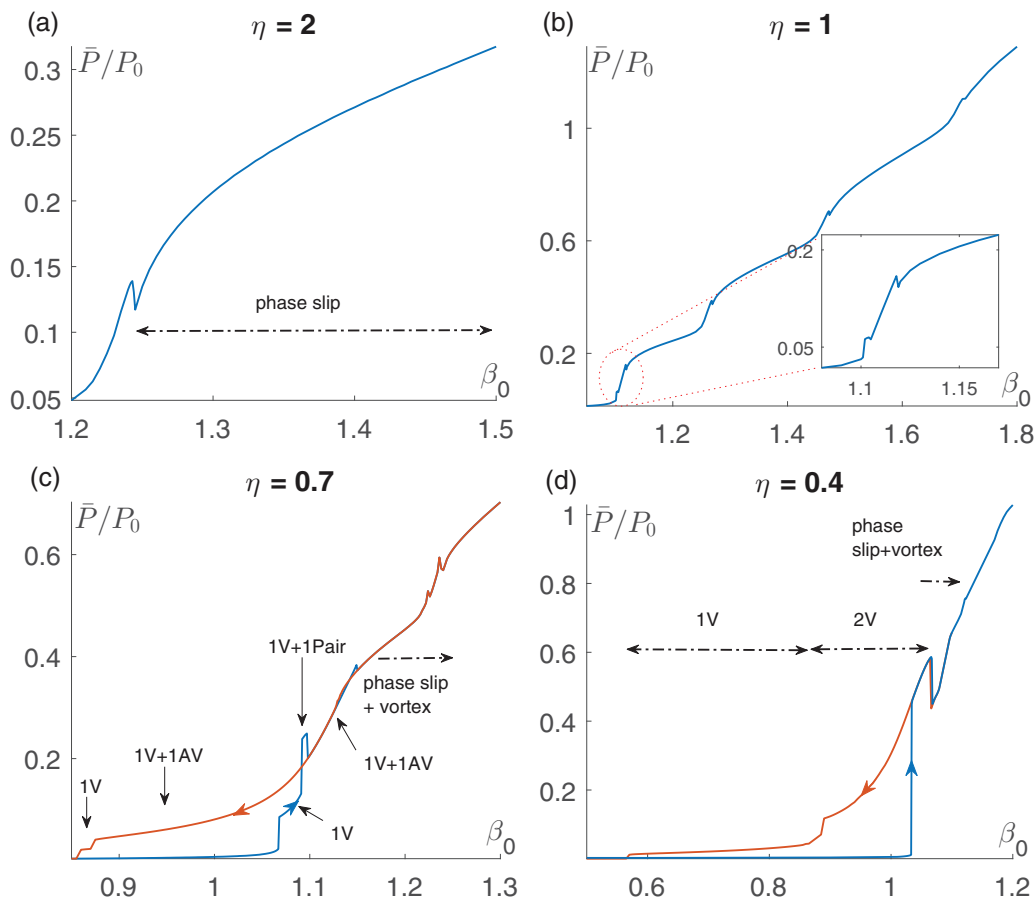 (a)
η = 2
P̄/P₀
0.3
0.25
0.2
0.15
0.1
0.05
phase slip
β₀
1.2
1.3
1.4
1.5
(b)
η = 1
P̄/P₀
1
0.6
0.2
0.2
0.05
1.1
1.15
β₀
1.2
1.4
1.6
1.8
(c)
η = 0.7
P̄/P₀
0.6
0.4
0.2
1V+1Pair
phase slip
+ vortex
1V+1AV
1V+1AV
1V
1V
β₀
0.9
1
1.1
1.2
1.3
(d)
η = 0.4
P̄/P₀
1
0.8
0.6
0.4
0.2
phase
slip+vortex
1V
2V
β₀
0.6
0.8
1
1.2